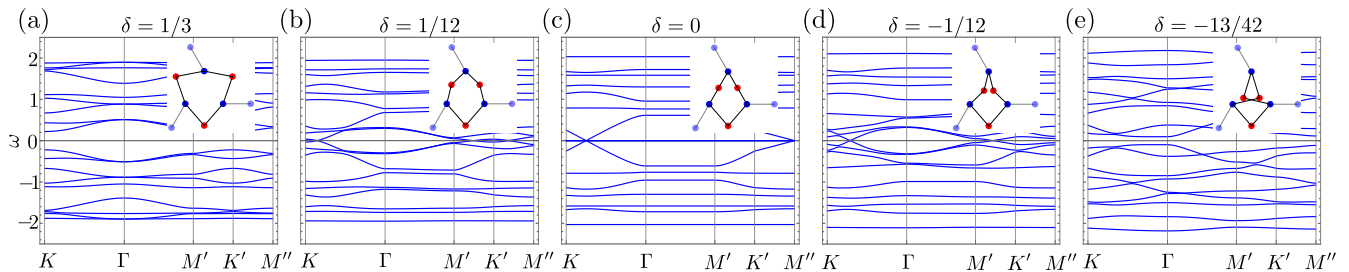 (a) δ = 1/3 (b) δ = 1/12 (c) δ = 0 (d) δ = −1/12 (e) δ = −13/42
2
1
ω 0
−1
−2
K Γ M′ K′ M″ K Γ M′ K′ M″ K Γ M′ K′ M″ K Γ M′ K′ M″ K Γ M′ K′ M″